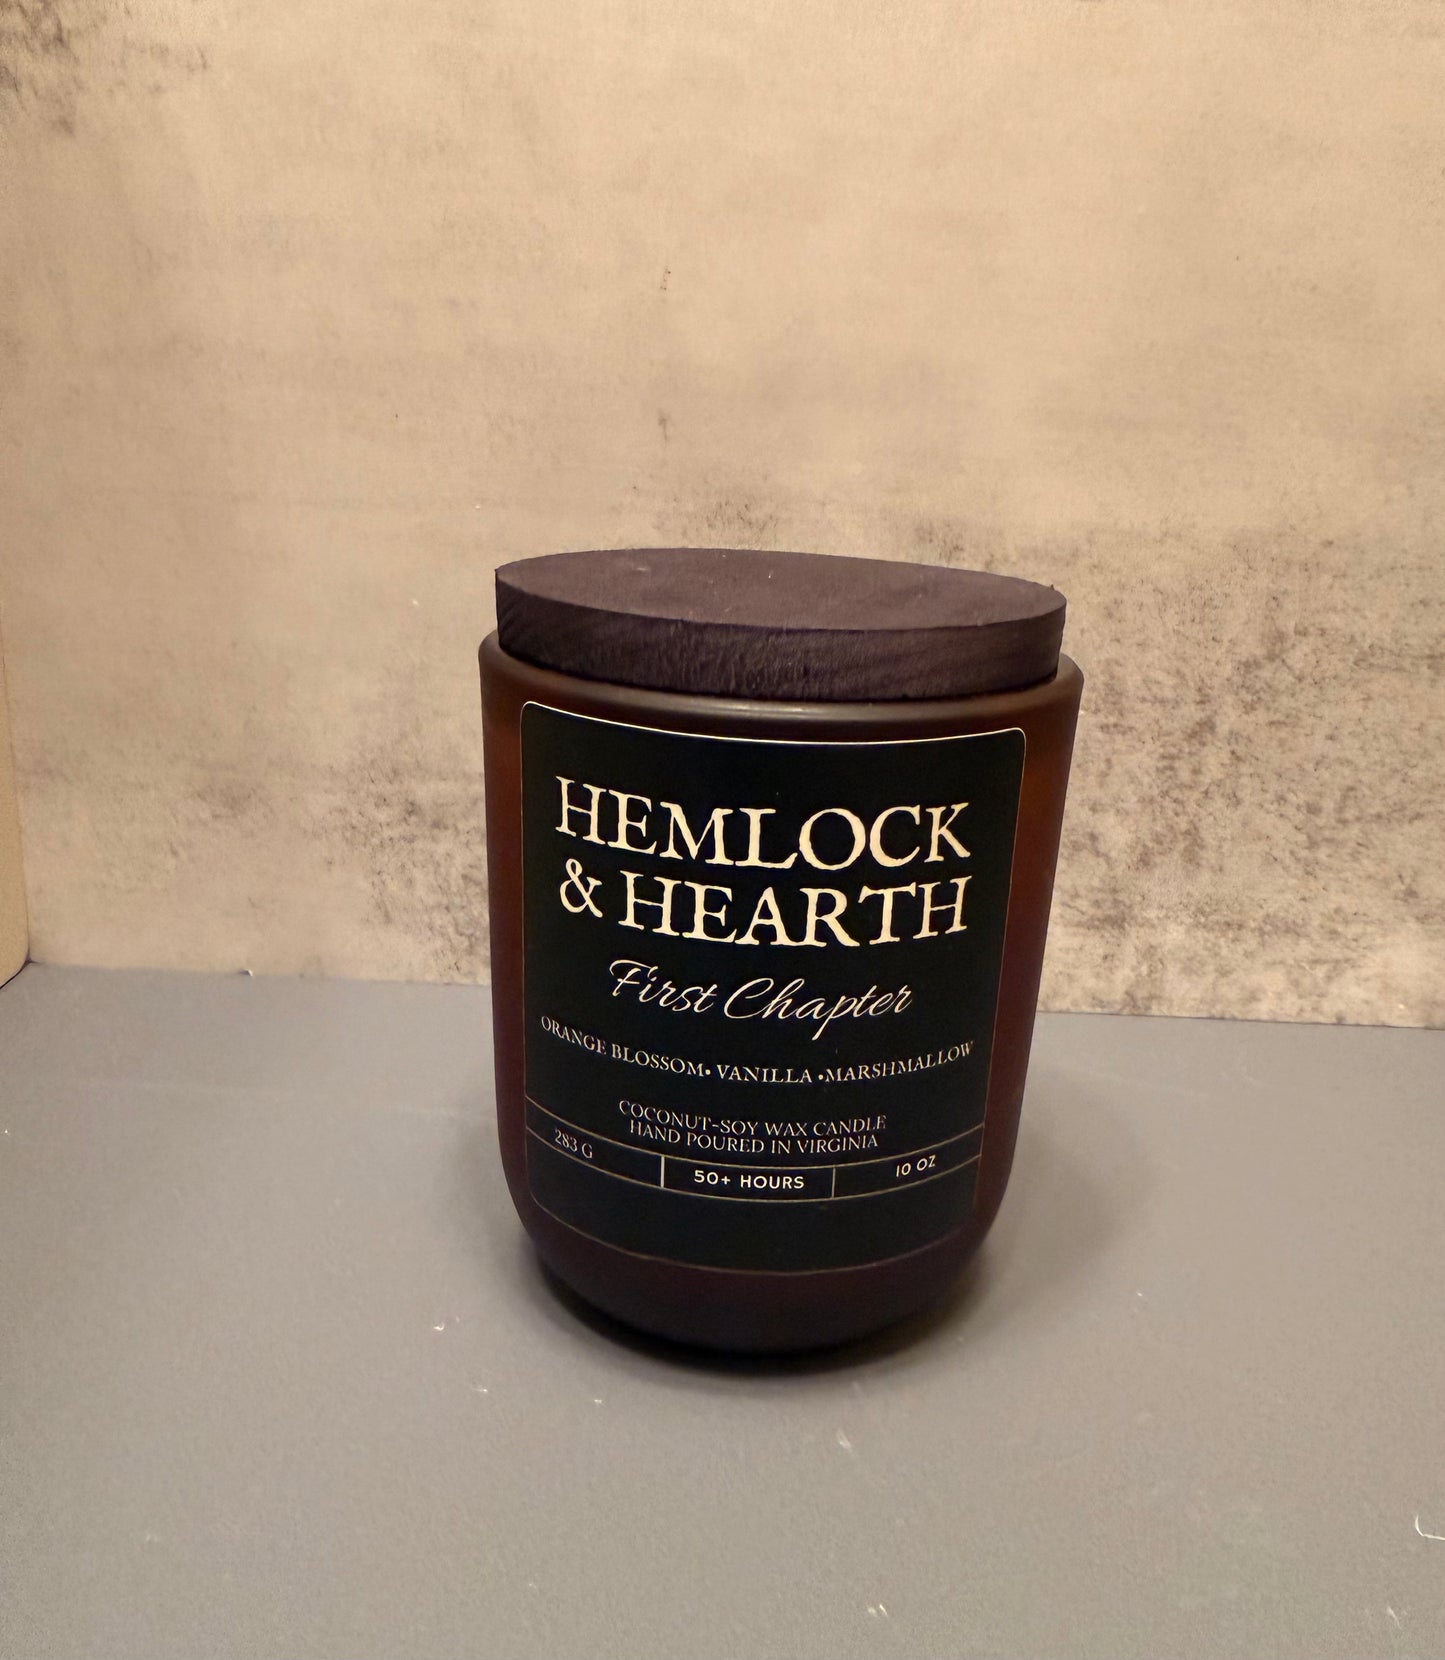 HEMLOCK
& HEARTH
First Chapter
ORANGE BLOSSOM• VANILLA •MARSHMALLOW
COCONUT-SOY WAX CANDLE
HAND POURED IN VIRGINIA
283 G
50+ HOURS
10 OZ